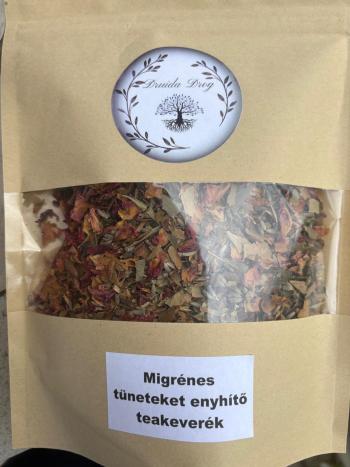 Druida Drog
Migrénes
tüneteket enyhítő
teakeverék